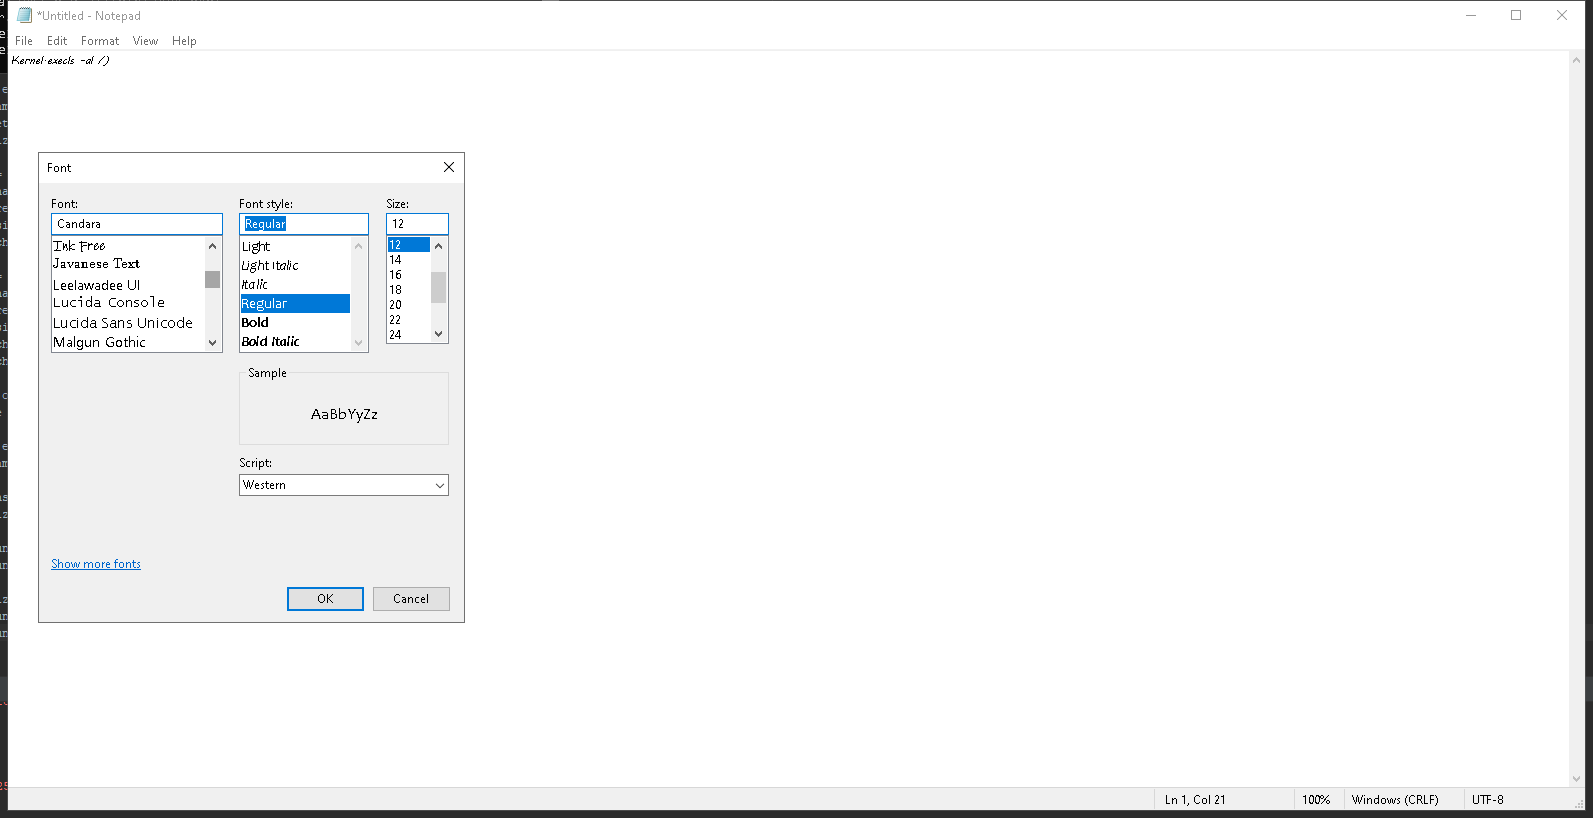 *Untitled - Notepad
File Edit Format View Help
Kernel.execls -al /)
Font
Font: Font style: Size:
Candara Regular 12
Ink Free Light 12
Javanese Text Light Italic 14
Leelawadee UI Italic 16
Lucida Console Regular 18
Lucida Sans Unicode Bold 20
Malgun Gothic Bold Italic 22
24
Sample
AaBbYyZz
Script:
Western
Show more fonts
OK Cancel
Ln 1, Col 21 100% Windows (CRLF) UTF-8